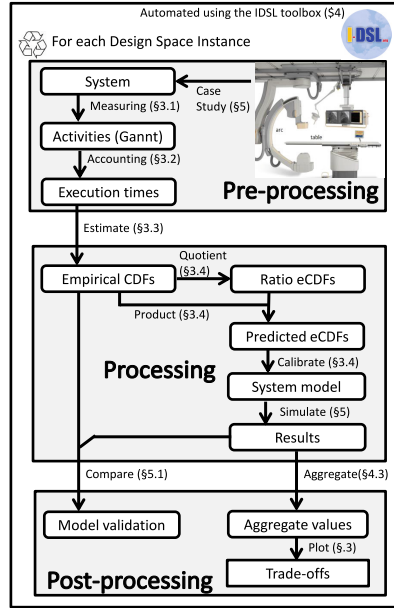 Automated using the IDSL toolbox ($4)
For each Design Space Instance
I-DSL
System
Case
Study (§5)
Measuring (§3.1)
Activities (Gannt)
Accounting (§3.2)
Execution times
arc
table
Pre-processing
Estimate (§3.3)
Quotient
(§3.4)
Empirical CDFs
Ratio eCDFs
Product (§3.4)
Predicted eCDFs
Calibrate (§3.4)
Processing
System model
Simulate (§5)
Results
Compare (§5.1)
Aggregate(§4.3)
Model validation
Aggregate values
Plot (§.3)
Trade-offs
Post-processing